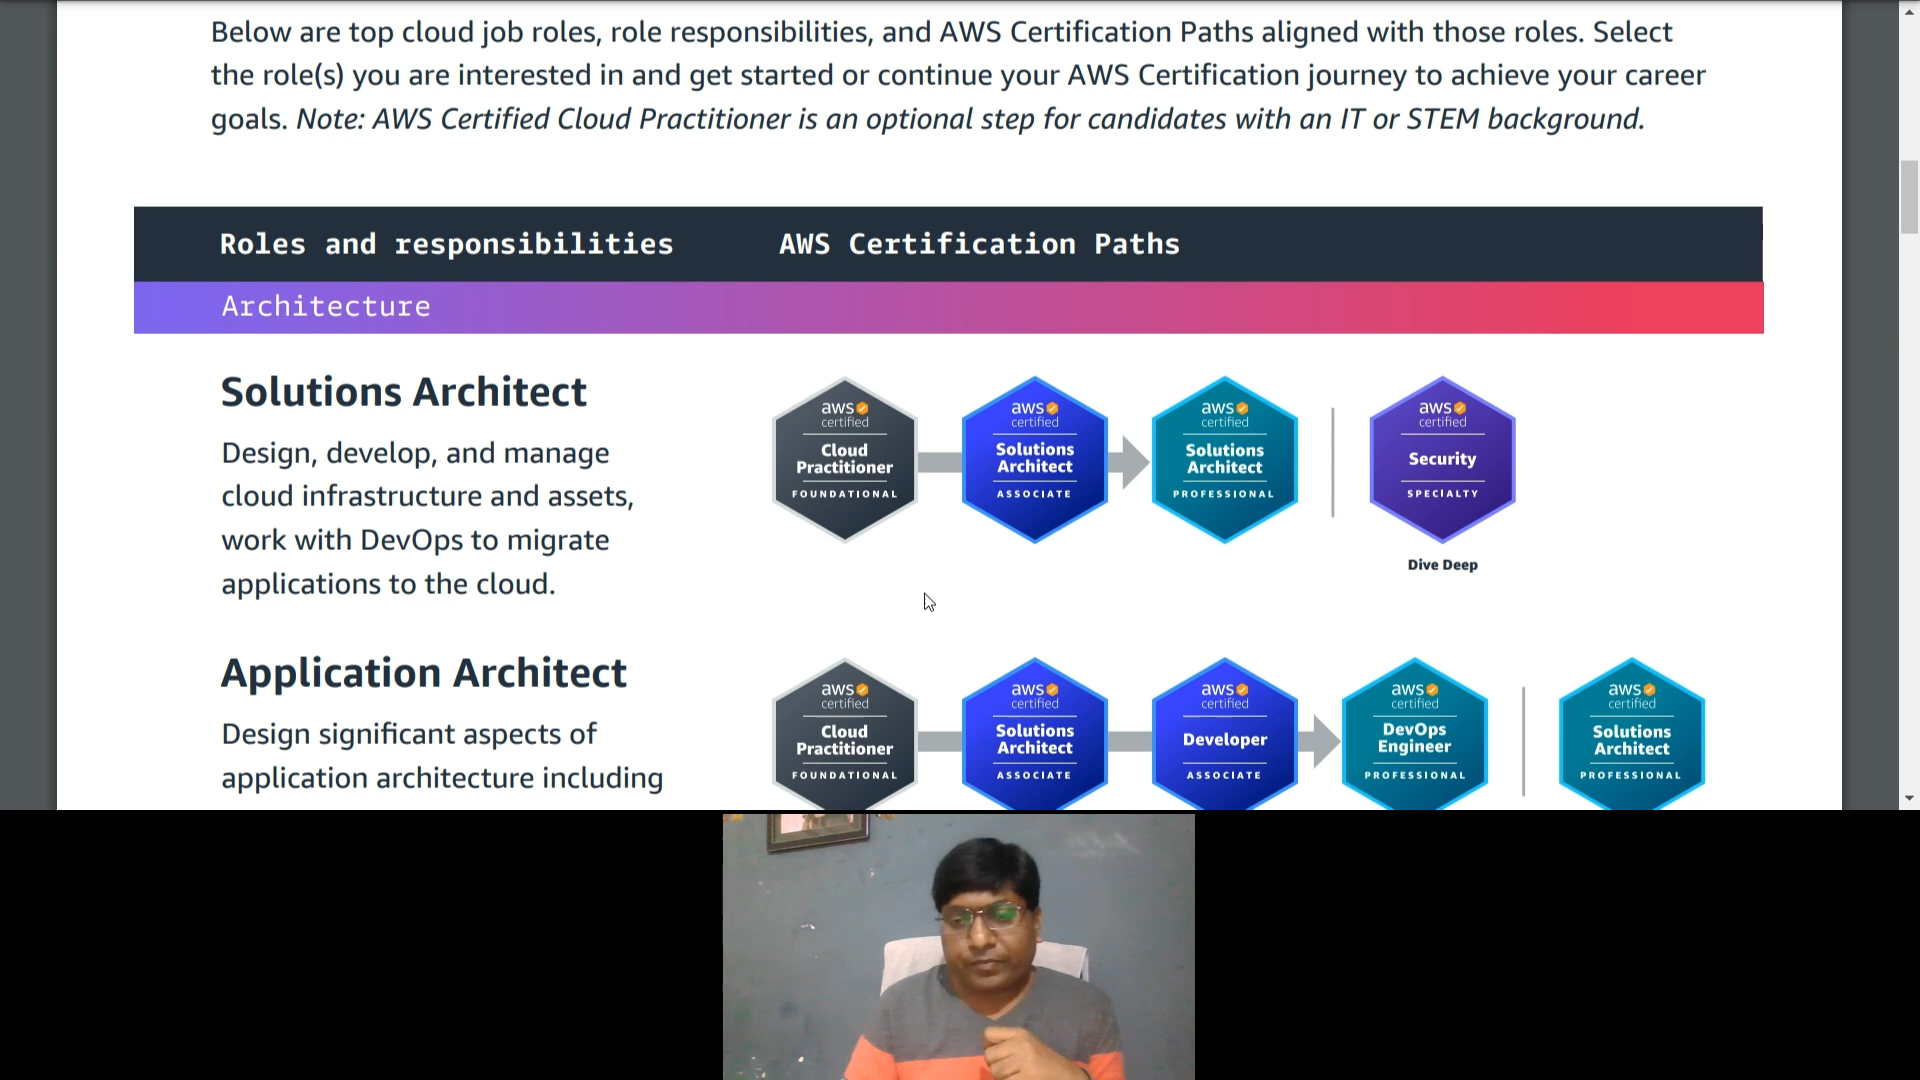 Below are top cloud job roles, role responsibilities, and AWS Certification Paths aligned with those roles. Select
the role(s) you are interested in and get started or continue your AWS Certification journey to achieve your career
goals. Note: AWS Certified Cloud Practitioner is an optional step for candidates with an IT or STEM background.
Roles and responsibilities
AWS Certification Paths
Architecture
Solutions Architect
Design, develop, and manage
cloud infrastructure and assets,
work with DevOps to migrate
applications to the cloud.
aws
certified
Cloud
Practitioner
FOUNDATIONAL
aws
certified
Solutions
Architect
ASSOCIATE
aws
certified
Solutions
Architect
PROFESSIONAL
aws
certified
Security
SPECIALTY
Dive Deep
Application Architect
Design significant aspects of
application architecture including
aws
certified
Cloud
Practitioner
FOUNDATIONAL
aws
certified
Solutions
Architect
ASSOCIATE
aws
certified
Developer
ASSOCIATE
aws
certified
DevOps
Engineer
PROFESSIONAL
aws
certified
Solutions
Architect
PROFESSIONAL